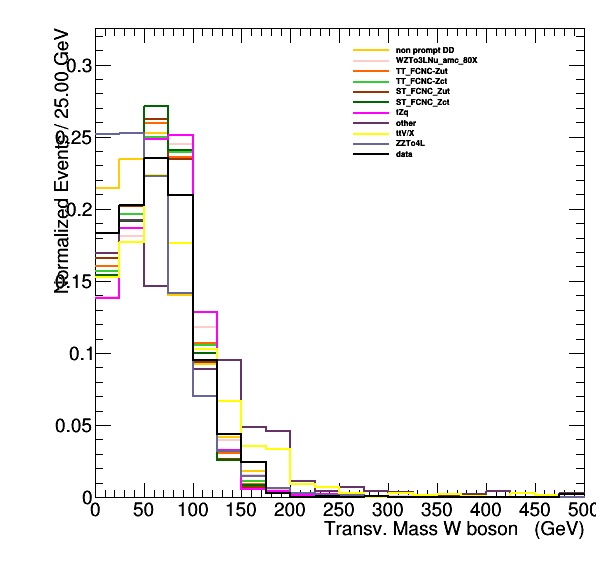 Normalized Events / 25.00 GeV
0.3
0.25
0.2
0.15
0.1
0.05
0
non prompt DD
WZTo3LNu_amc_80X
TT_FCNC-Zut
TT_FCNC-Zct
ST_FCNC_Zut
ST_FCNC_Zct
tZq
other
ttV/X
ZZTo4L
data
0 50 100 150 200 250 300 350 400 450 500
Transv. Mass W boson (GeV)